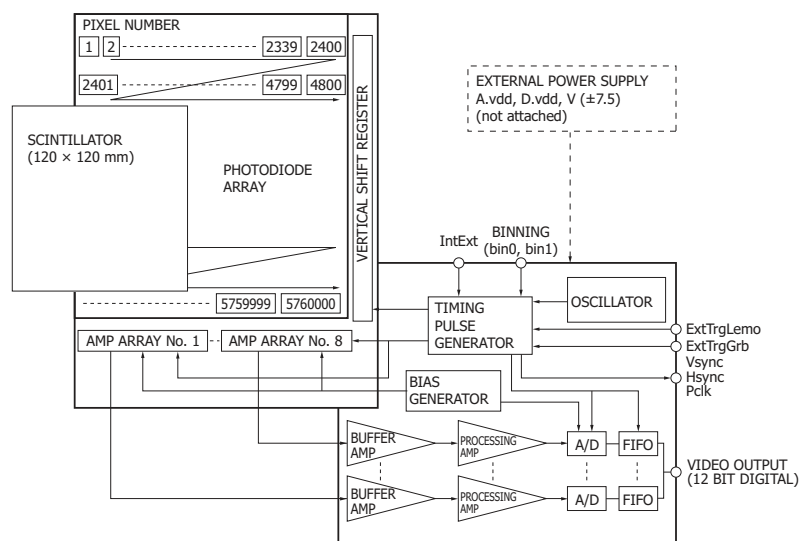 PIXEL NUMBER
1 2 2339 2400
2401 4799 4800
SCINTILLATOR
(120 × 120 mm)
PHOTODIODE
ARRAY
VERTICAL SHIFT REGISTER
5759999 5760000
EXTERNAL POWER SUPPLY
A.vdd, D.vdd, V (±7.5)
(not attached)
IntExt
BINNING
(bin0, bin1)
TIMING
PULSE
GENERATOR
OSCILLATOR
ExtTrgLemo
ExtTrgGrb
Vsync
Hsync
Pclk
AMP ARRAY No. 1
AMP ARRAY No. 8
BIAS
GENERATOR
BUFFER
AMP
PROCESSING
AMP
A/D
FIFO
VIDEO OUTPUT
(12 BIT DIGITAL)
BUFFER
AMP
PROCESSING
AMP
A/D
FIFO